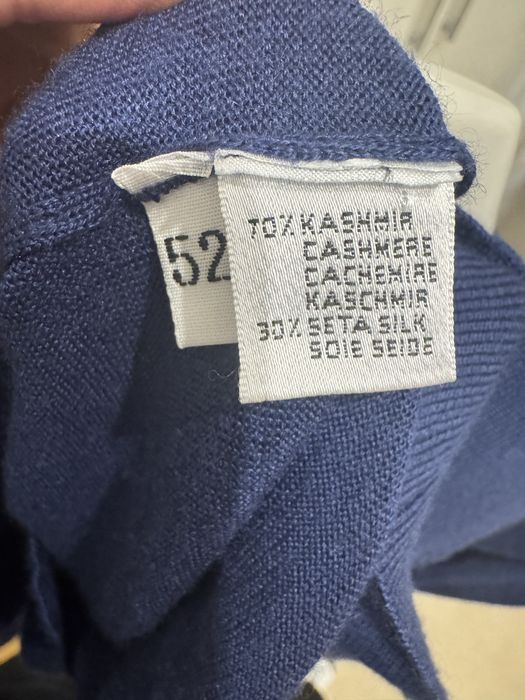 52
70% KASHMIR
CASHMERE
CACHEMIRE
KASCHMIR
30% SETA SILK
SOIE SEIDE